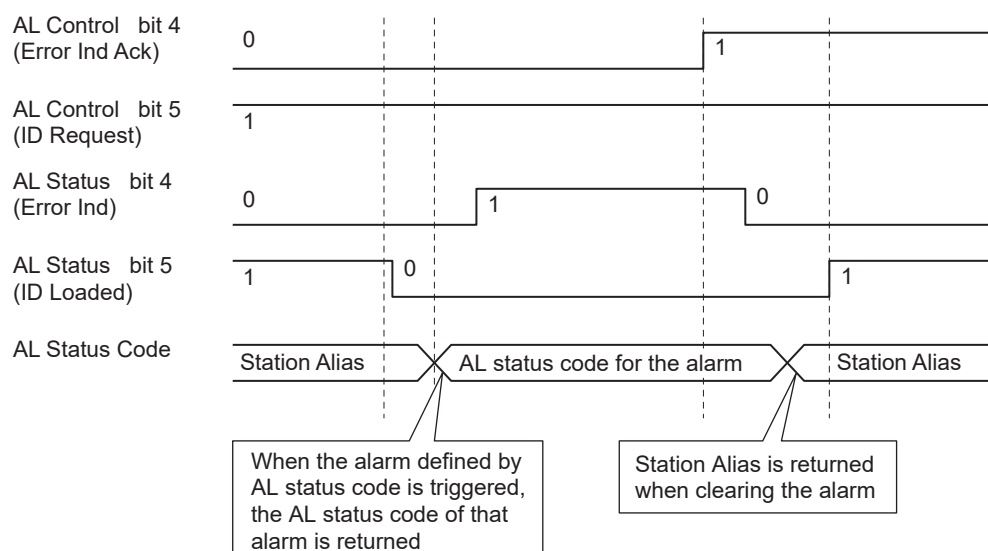 AL Control bit 4
(Error Ind Ack)
0
1
AL Control bit 5
(ID Request)
1
AL Status bit 4
(Error Ind)
0
1
0
AL Status bit 5
(ID Loaded)
1
0
1
AL Status Code
Station Alias
AL status code for the alarm
Station Alias
When the alarm defined by
AL status code is triggered,
the AL status code of that
alarm is returned
Station Alias is returned
when clearing the alarm